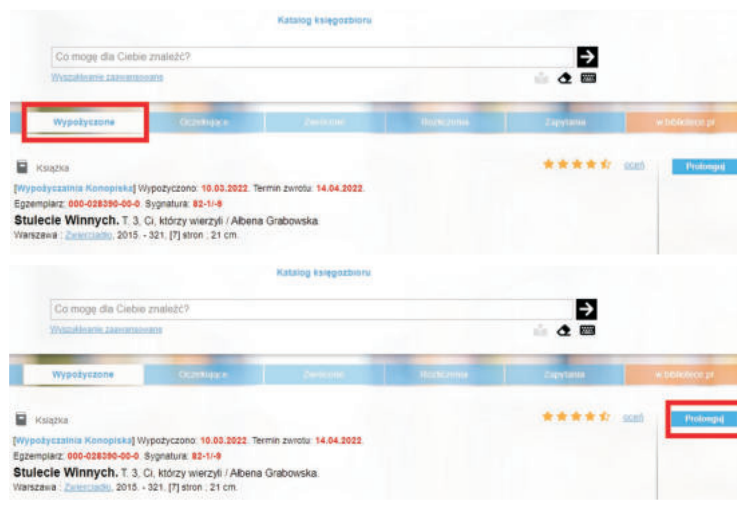 Katalog księgozbioru
Co mogę dla Ciebie znaleźć?
Wyszukiwanie zaawansowane
Wypożyczone Oczekujące Zwrócone Rozliczenia Zapytania w.bibliotece.pl
Książka oceń Prolonguj
[Wypożyczalnia Konopiska] Wypożyczono: 10.03.2022. Termin zwrotu: 14.04.2022.
Egzemplarz: 000-028390-00-0 Sygnatura: 82-1/-9
Stulecie Winnych. T. 3, Ci, którzy wierzyli / Ałbena Grabowska.
Warszawa : Zwierciadło, 2015. - 321, [7] stron ; 21 cm.
Katalog księgozbioru
Co mogę dla Ciebie znaleźć?
Wyszukiwanie zaawansowane
Wypożyczone Oczekujące Zwrócone Rozliczenia Zapytania w.bibliotece.pl
Książka oceń Prolonguj
[Wypożyczalnia Konopiska] Wypożyczono: 10.03.2022. Termin zwrotu: 14.04.2022.
Egzemplarz: 000-028390-00-0 Sygnatura: 82-1/-9
Stulecie Winnych. T. 3, Ci, którzy wierzyli / Ałbena Grabowska.
Warszawa : Zwierciadło, 2015. - 321, [7] stron ; 21 cm.